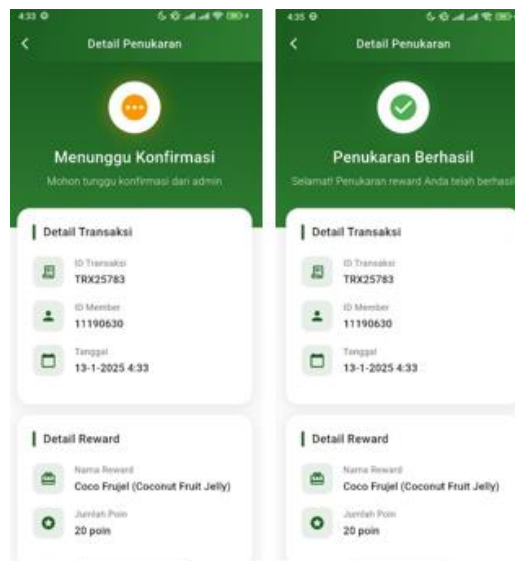 4:33
Detail Penukaran
Menunggu Konfirmasi
Mohon tunggu konfirmasi dari admin
Detail Transaksi
ID Transaksi
TRX25783
ID Member
11190630
Tanggal
13-1-2025 4:33
Detail Reward
Nama Reward
Coco Frujel (Coconut Fruit Jelly)
Jumlah Poin
20 poin
4:35
Detail Penukaran
Penukaran Berhasil
Selamat! Penukaran reward Anda telah berhasil
Detail Transaksi
ID Transaksi
TRX25783
ID Member
11190630
Tanggal
13-1-2025 4:33
Detail Reward
Nama Reward
Coco Frujel (Coconut Fruit Jelly)
Jumlah Poin
20 poin